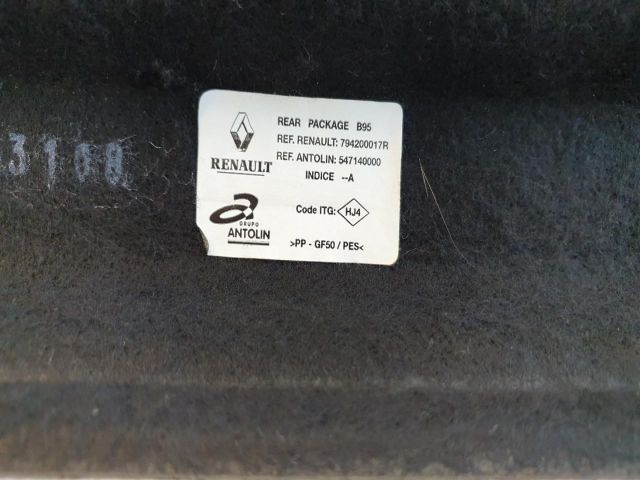 3108
RENAULT
REAR PACKAGE B95
REF. RENAULT: 794200017R
REF. ANTOLIN: 547140000
INDICE --A
GRUPO
ANTOLIN
Code ITG: HJ4
>PP - GF50 / PES<